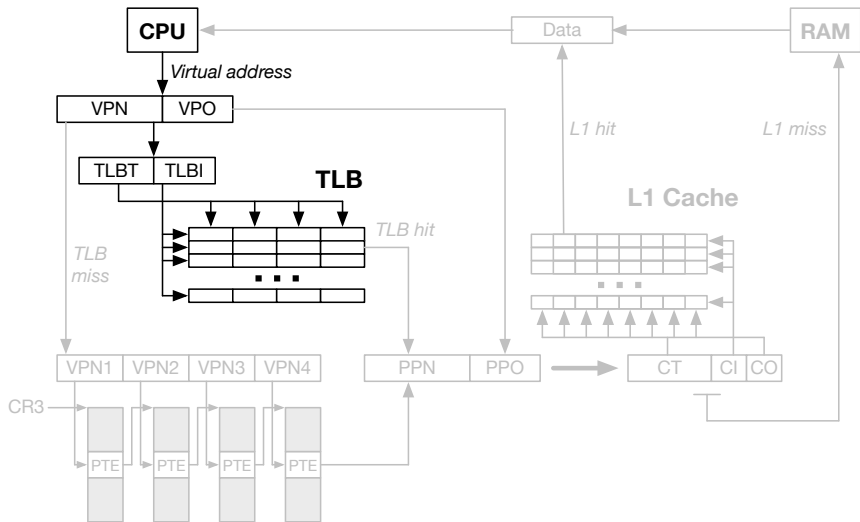 CPU
Data
RAM
Virtual address
VPN VPO
L1 hit
L1 miss
TLBT TLBI
TLB
L1 Cache
TLB hit
TLB
miss
VPN1 VPN2 VPN3 VPN4
PPN PPO
CT CI CO
CR3
PTE PTE PTE PTE